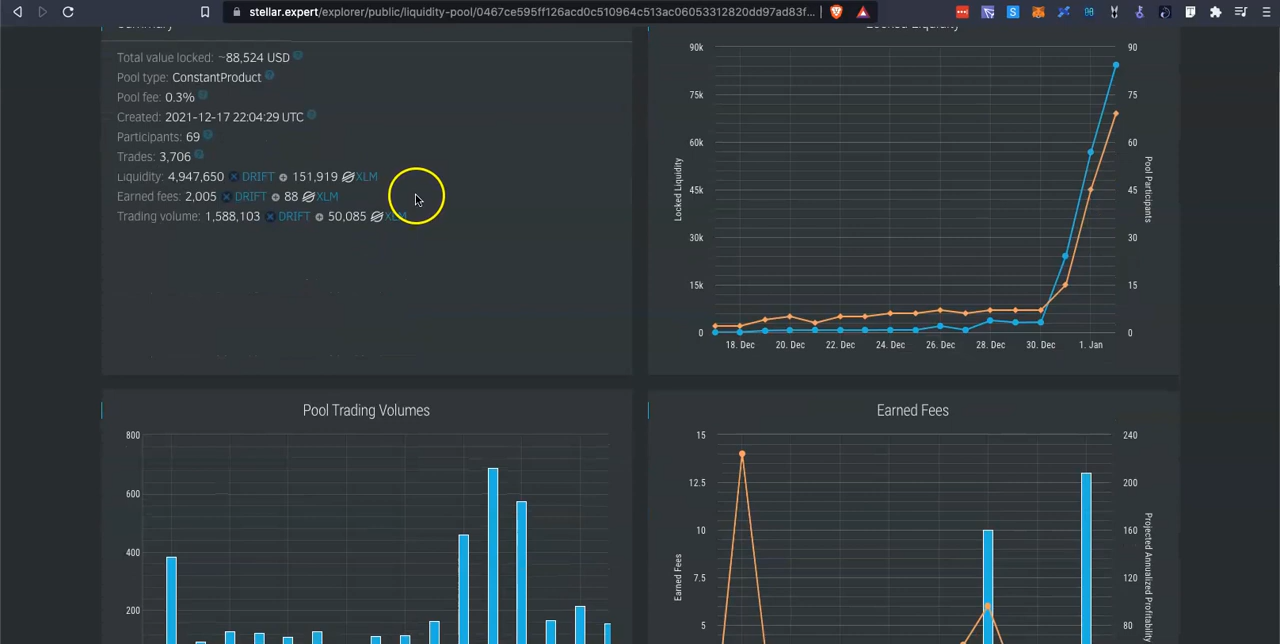 stellar.expert/explorer/public/liquidity-pool/0467ce595ff126acd0c510964c513ac06053312820dd97ad83f...
Summary
Total value locked: ~88,524 USD
Pool type: ConstantProduct
Pool fee: 0.3%
Created: 2021-12-17 22:04:29 UTC
Participants: 69
Trades: 3,706
Liquidity: 4,947,650 DRIFT + 151,919 XLM
Earned fees: 2,005 DRIFT + 88 XLM
Trading volume: 1,588,103 DRIFT + 50,085 XLM
Locked Liquidity
90k 90
75k 75
60k 60
45k 45
30k 30
15k 15
0 0
Locked Liquidity
Pool Participants
18. Dec 20. Dec 22. Dec 24. Dec 26. Dec 28. Dec 30. Dec 1. Jan
Pool Trading Volumes
800
600
400
200
Earned Fees
15 240
12.5 200
10 160
7.5 120
5 80
Earned Fees
Projected Annualized Profitability